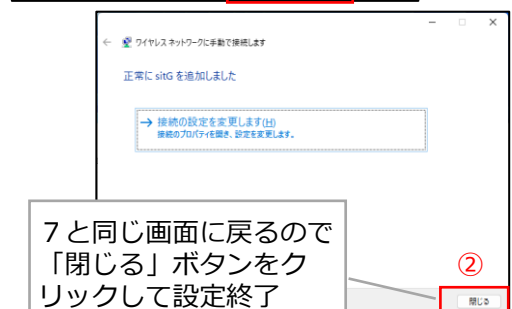 ワイヤレス ネットワークに手動で接続します
正常に sitG を追加しました
→ 接続の設定を変更します(H)
接続のプロパティを開き、設定を変更します。
７と同じ画面に戻るので
「閉じる」ボタンをク
リックして設定終了
②
閉じる